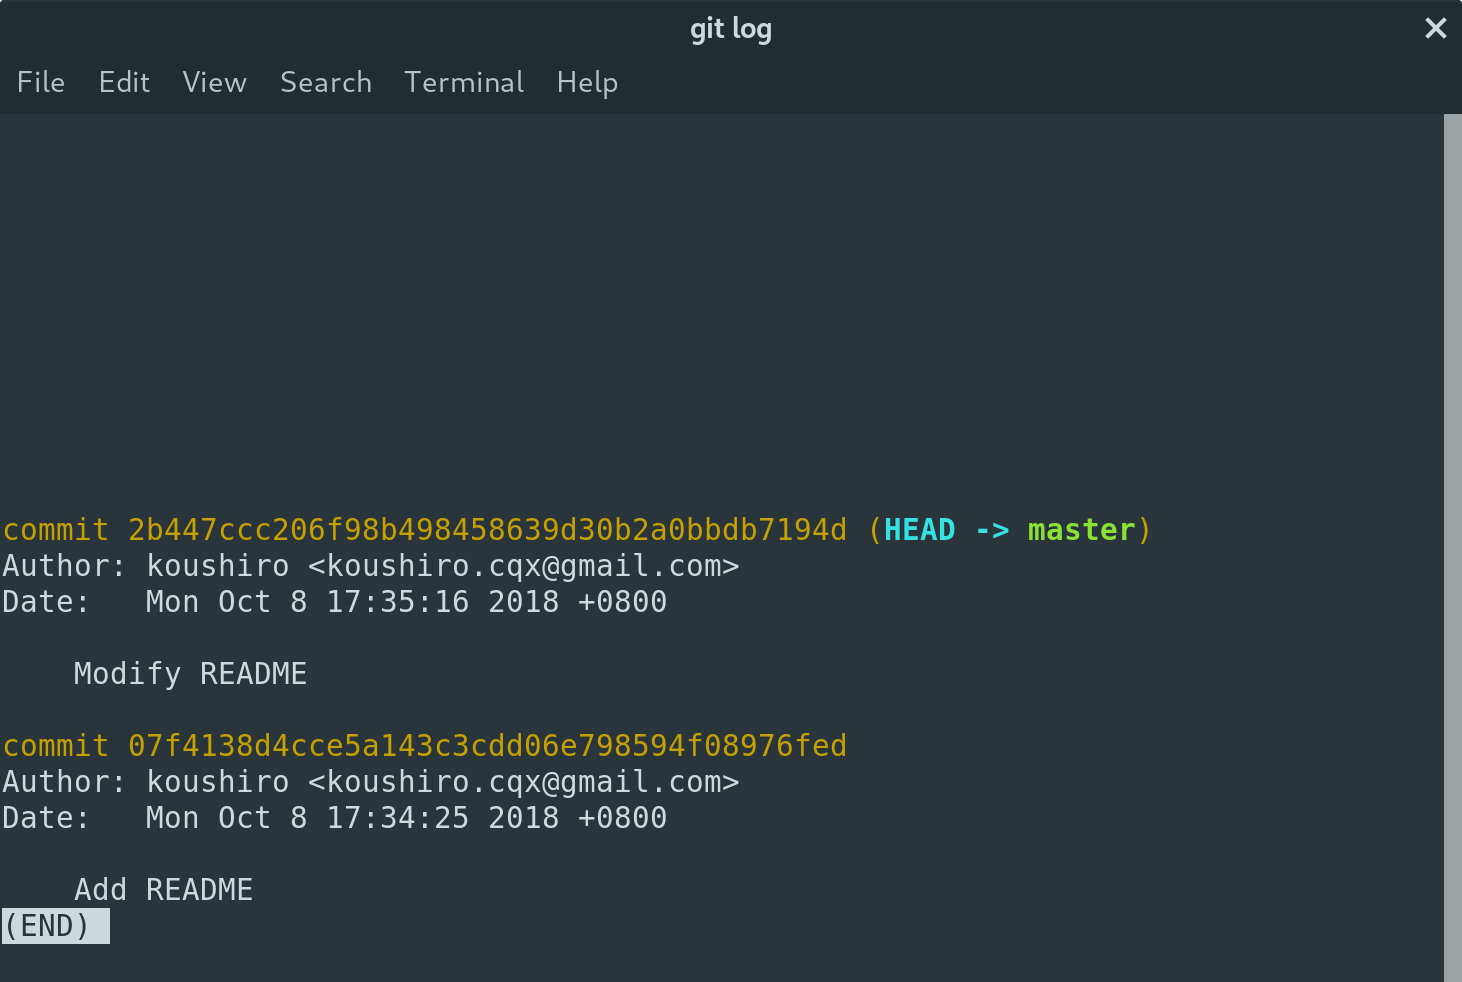 git log
File Edit View Search Terminal Help
commit 2b447ccc206f98b498458639d30b2a0bbdb7194d (HEAD -> master)
Author: koushiro <koushiro.cqx@gmail.com>
Date:   Mon Oct 8 17:35:16 2018 +0800
    Modify README
commit 07f4138d4cce5a143c3cdd06e798594f08976fed
Author: koushiro <koushiro.cqx@gmail.com>
Date:   Mon Oct 8 17:34:25 2018 +0800
    Add README
(END)